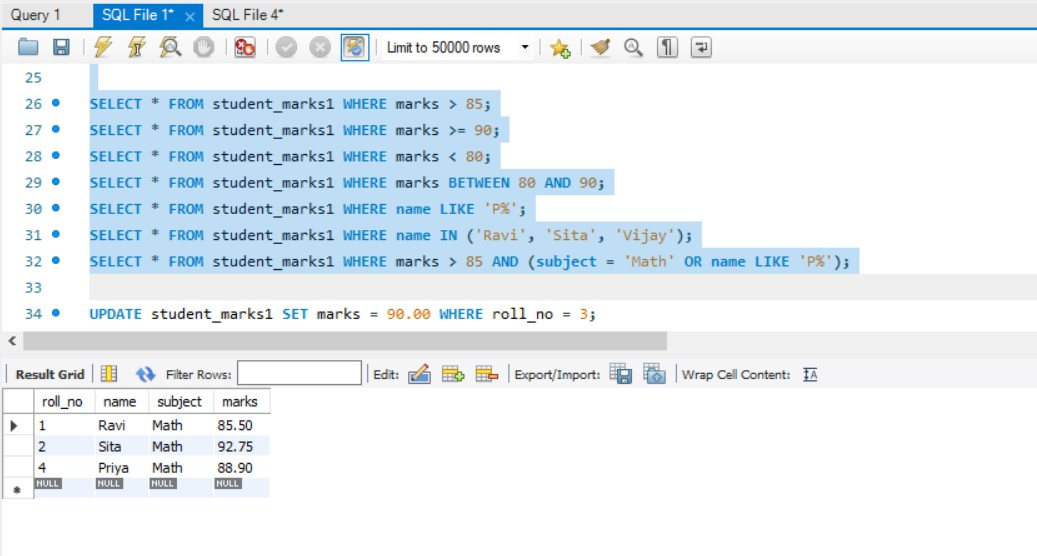 Query 1 SQL File 1* × SQL File 4*
Limit to 50000 rows
25
26 SELECT * FROM student_marks1 WHERE marks > 85;
27 SELECT * FROM student_marks1 WHERE marks >= 90;
28 SELECT * FROM student_marks1 WHERE marks < 80;
29 SELECT * FROM student_marks1 WHERE marks BETWEEN 80 AND 90;
30 SELECT * FROM student_marks1 WHERE name LIKE 'P%';
31 SELECT * FROM student_marks1 WHERE name IN ('Ravi', 'Sita', 'Vijay');
32 SELECT * FROM student_marks1 WHERE marks > 85 AND (subject = 'Math' OR name LIKE 'P%');
33
34 UPDATE student_marks1 SET marks = 90.00 WHERE roll_no = 3;
Result Grid Filter Rows: Edit: Export/Import: Wrap Cell Content: IA
roll_no name subject marks
1 Ravi Math 85.50
2 Sita Math 92.75
4 Priya Math 88.90
NULL NULL NULL NULL